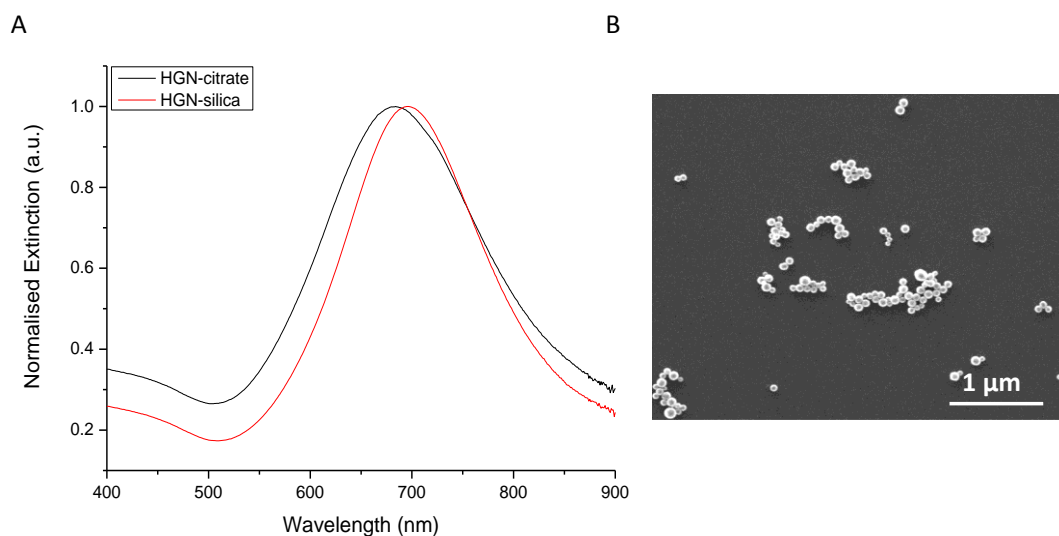 A
B
HGN-citrate
HGN-silica
Normalised Extinction (a.u.)
1.0
0.8
0.6
0.4
0.2
400
500
600
700
800
900
Wavelength (nm)
1 μm